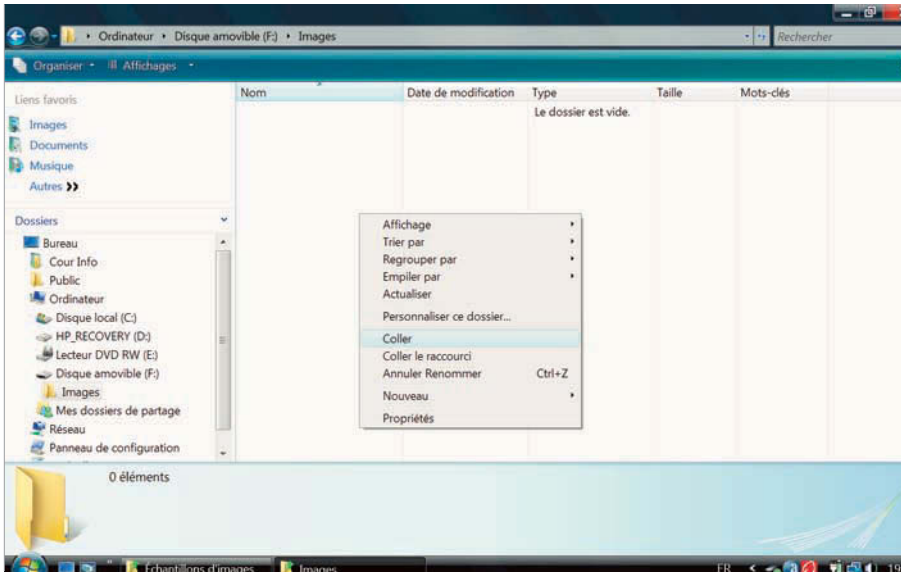 Ordinateur Disque amovible (F:) Images
Rechercher
Organiser Affichages
Liens favoris
Images
Documents
Musique
Autres
Dossiers
Bureau
Cour Info
Public
Ordinateur
Disque local (C:)
HP_RECOVERY (D:)
Lecteur DVD RW (E:)
Disque amovible (F:)
Images
Mes dossiers de partage
Réseau
Panneau de configuration
Nom Date de modification Type Taille Mots-clés
Le dossier est vide.
Affichage
Trier par
Regrouper par
Empiler par
Actualiser
Personnaliser ce dossier...
Coller
Coller le raccourci
Annuler Renommer Ctrl+Z
Nouveau
Propriétés
0 éléments
Échantillons d'images Images FR 19